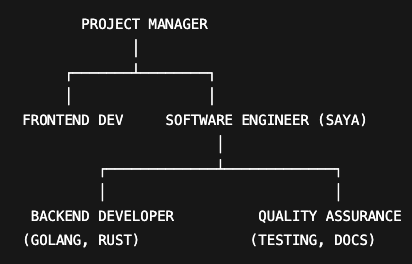 PROJECT MANAGER
FRONTEND DEV SOFTWARE ENGINEER (SAYA)
BACKEND DEVELOPER QUALITY ASSURANCE
(GOLANG, RUST) (TESTING, DOCS)